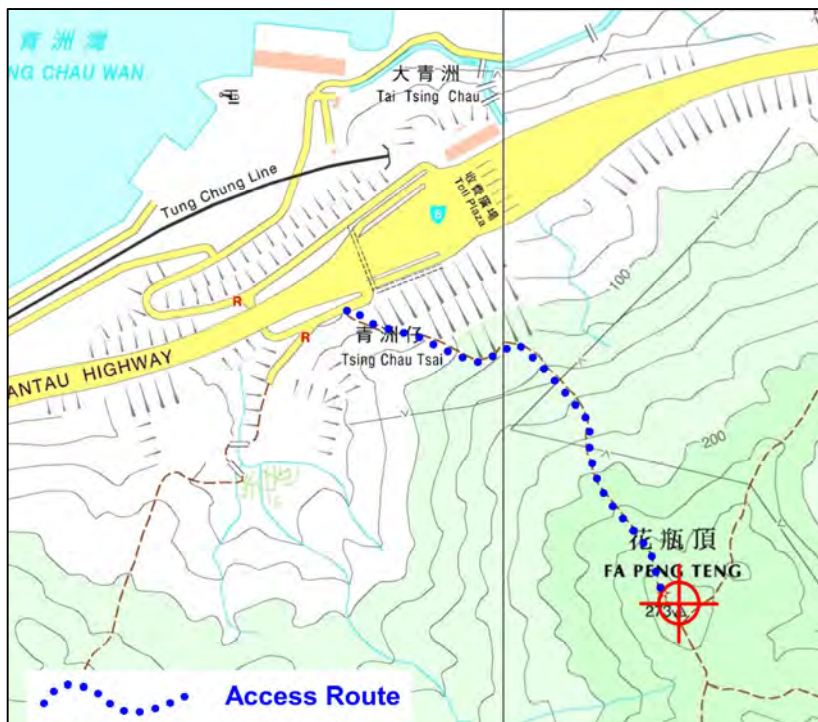 青洲灣
NG CHAU WAN
大青洲
Tai Tsing Chau
Tung Chung Line
收費廣場
Toll Plaza
6
100
R
R
青洲仔
Tsing Chau Tsai
ANTAU HIGHWAY
200
花瓶頂
FA PENG TENG
273
Access Route